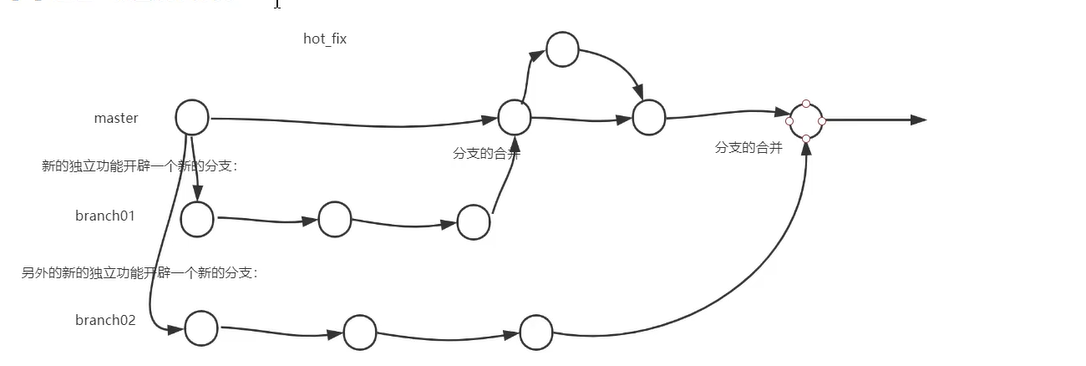 hot_fix
master
分支的合并
分支的合并
新的独立功能开辟一个新的分支：
branch01
另外的新的独立功能开辟一个新的分支：
branch02